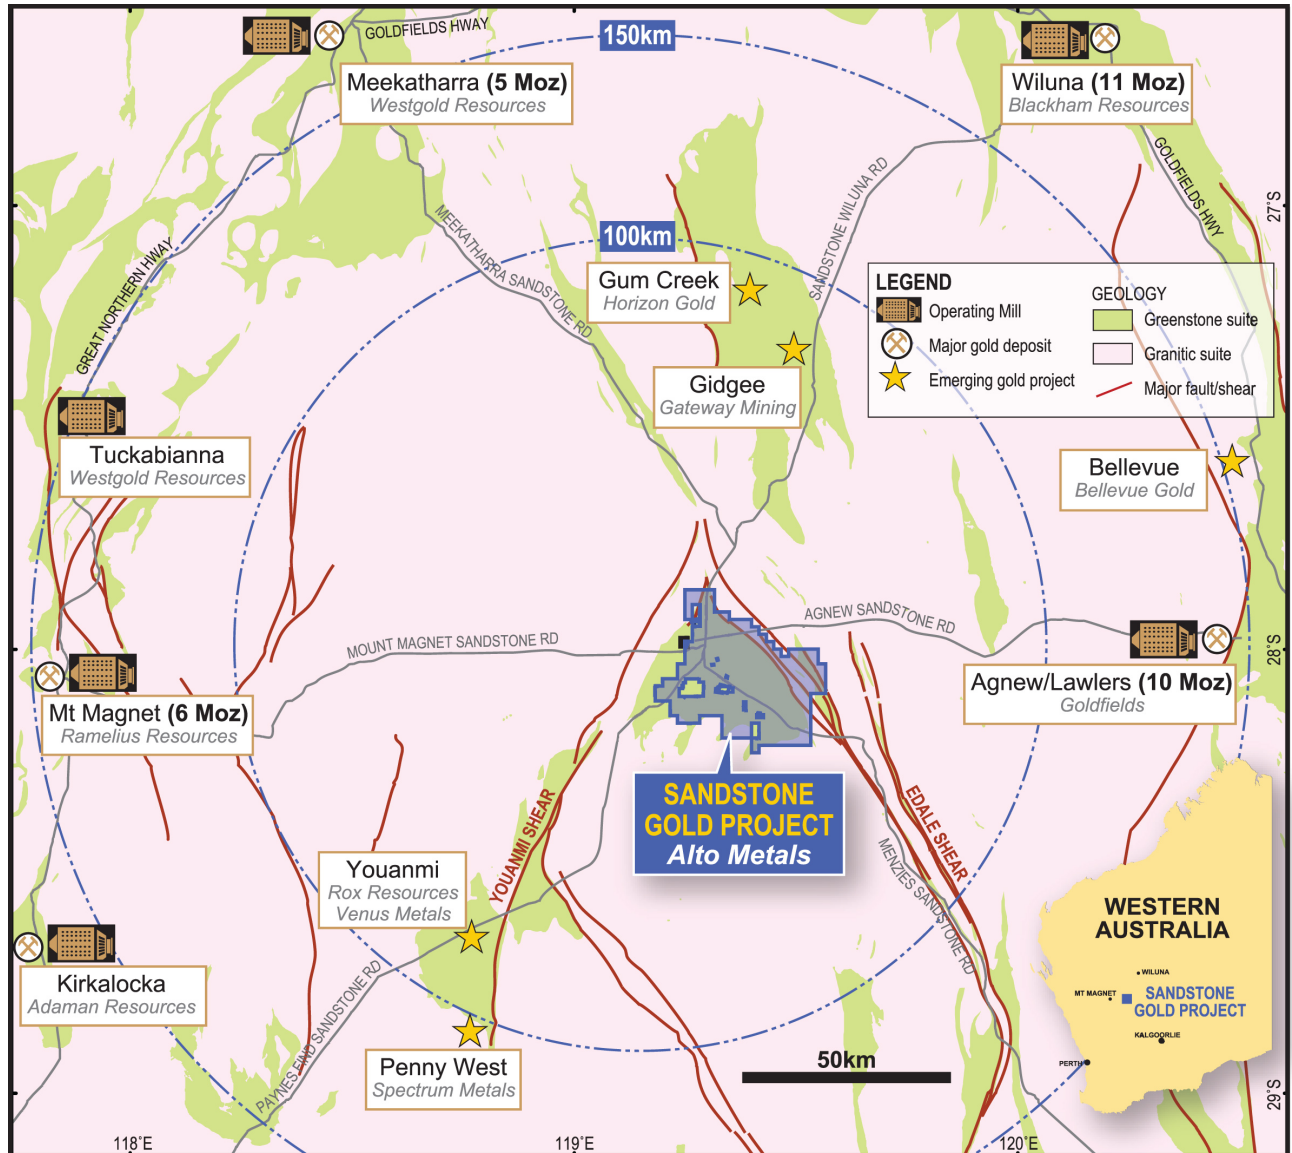 GOLDFIELDS HWAY
150km
Meekatharra (5 Moz)
Westgold Resources
Wiluna (11 Moz)
Blackham Resources
GOLDFIELDS HWY
27°S
SANDSTONE WILUNA RD
MEEKATHARRA SANDSTONE RD
100km
GREAT NORTHERN HWAY
Gum Creek
Horizon Gold
LEGEND
Operating Mill
Major gold deposit
Emerging gold project
GEOLOGY
Greenstone suite
Granitic suite
Major fault/shear
Gidgee
Gateway Mining
Tuckabianna
Westgold Resources
Bellevue
Bellevue Gold
AGNEW SANDSTONE RD
MOUNT MAGNET SANDSTONE RD
28°S
Agnew/Lawlers (10 Moz)
Goldfields
Mt Magnet (6 Moz)
Ramelius Resources
SANDSTONE
GOLD PROJECT
Alto Metals
YOUANMI SHEAR
EDALE SHEAR
MENZIES SANDSTONE RD
Youanmi
Rox Resources
Venus Metals
Kirkalocka
Adaman Resources
PAYNES FIND SANDSTONE RD
Penny West
Spectrum Metals
50km
WESTERN
AUSTRALIA
WILUNA
MT MAGNET
SANDSTONE
GOLD PROJECT
KALGOORLIE
PERTH
29°S
118°E
119°E
120°E